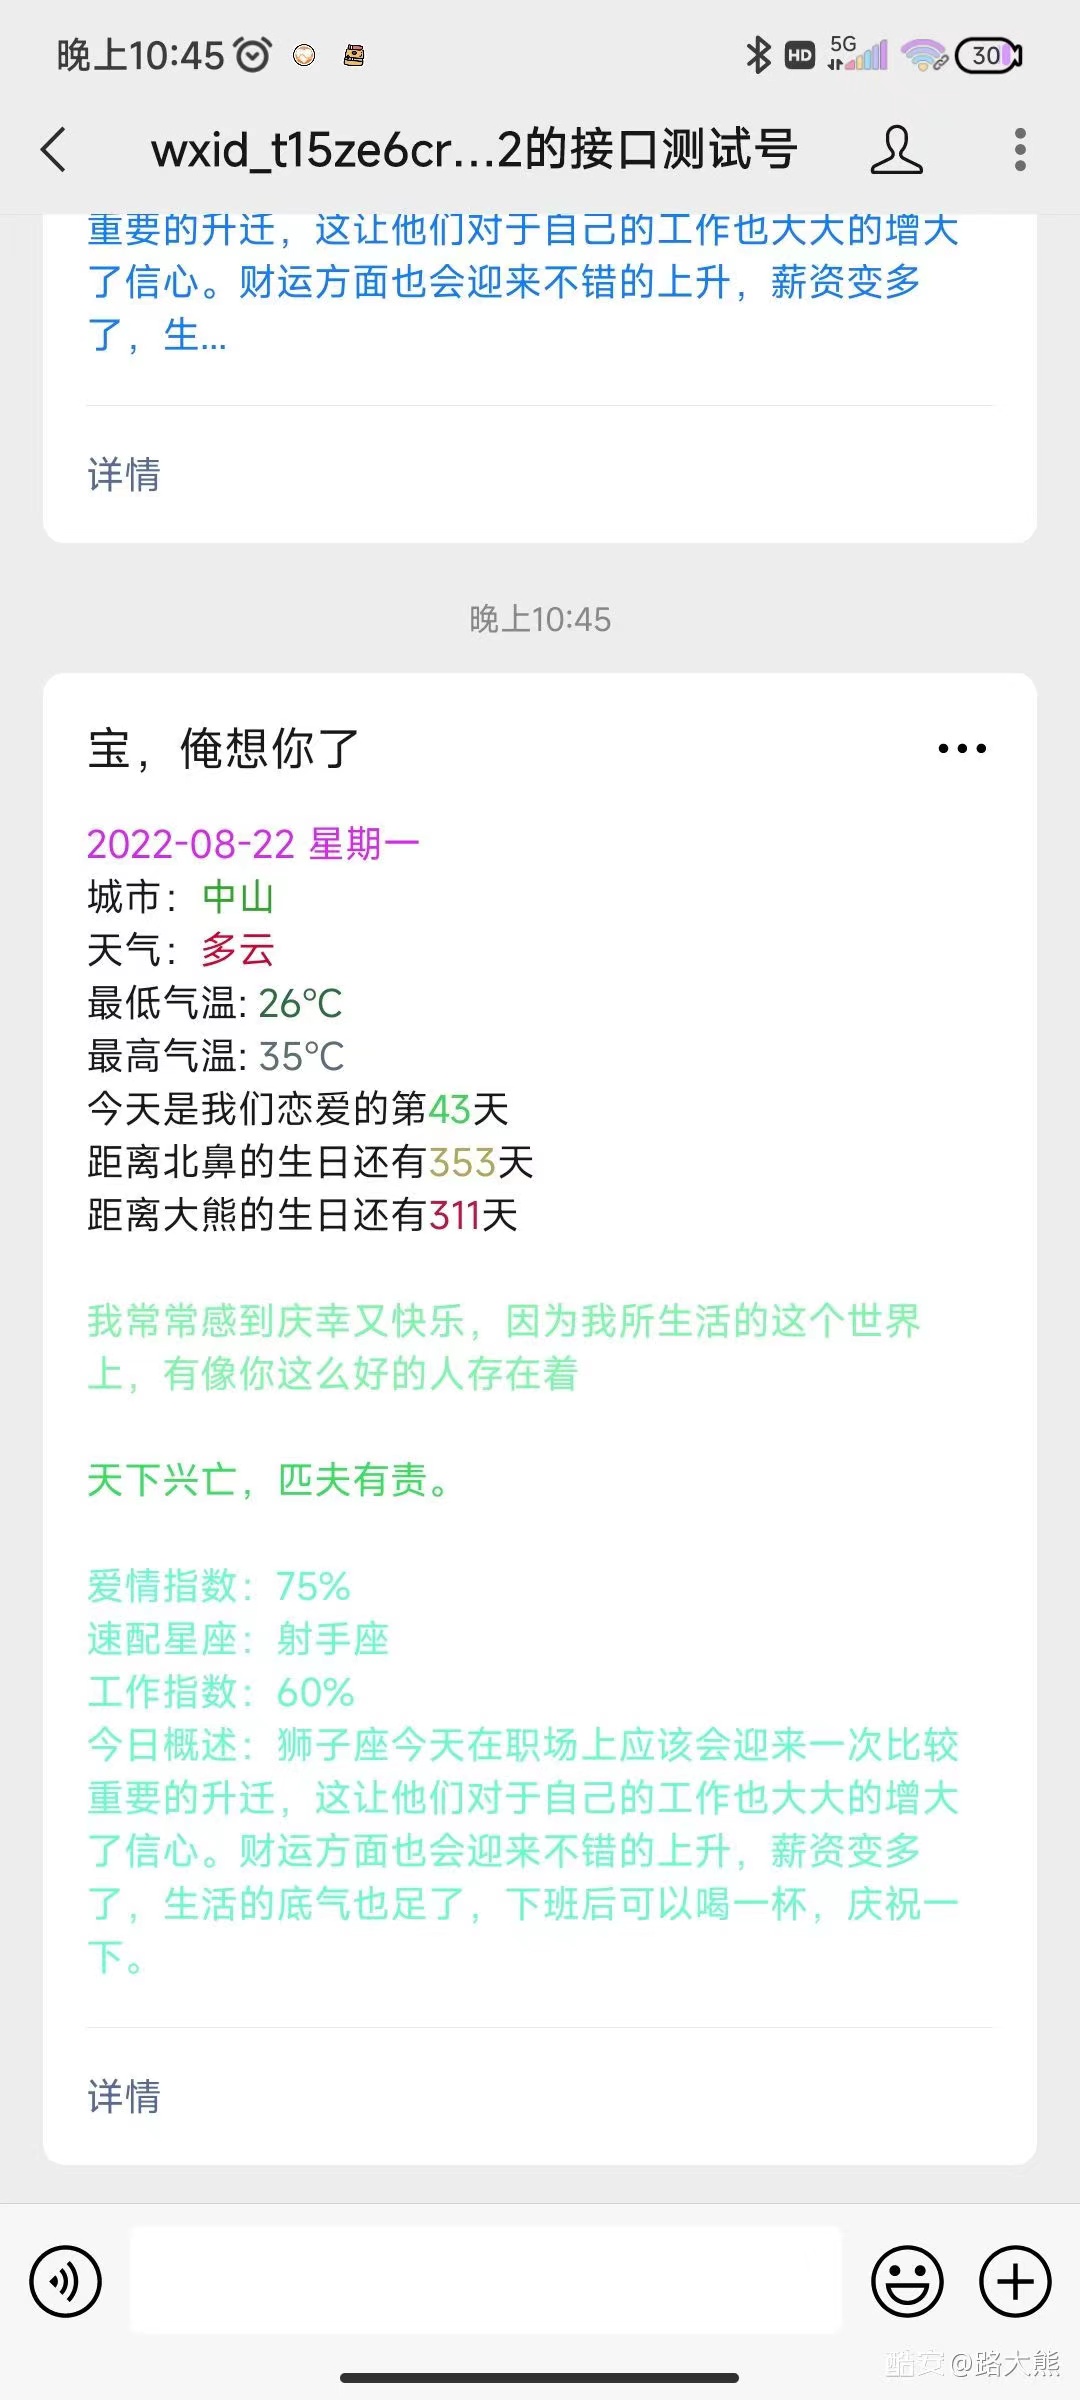 晚上10:45
HD
5G
30
wxid_t15ze6cr...2的接口测试号
重要的升迁，这让他们对于自己的工作也大大的增大
了信心。财运方面也会迎来不错的上升，薪资变多
了，生...
详情
晚上10:45
宝，俺想你了
2022-08-22 星期一
城市：中山
天气：多云
最低气温: 26℃
最高气温: 35℃
今天是我们恋爱的第43天
距离北鼻的生日还有353天
距离大熊的生日还有311天
我常常感到庆幸又快乐，因为我所生活的这个世界
上，有像你这么好的人存在着
天下兴亡，匹夫有责。
爱情指数：75%
速配星座：射手座
工作指数：60%
今日概述：狮子座今天在职场上应该会迎来一次比较
重要的升迁，这让他们对于自己的工作也大大的增大
了信心。财运方面也会迎来不错的上升，薪资变多
了，生活的底气也足了，下班后可以喝一杯，庆祝一
下。
详情
酷安@路大熊